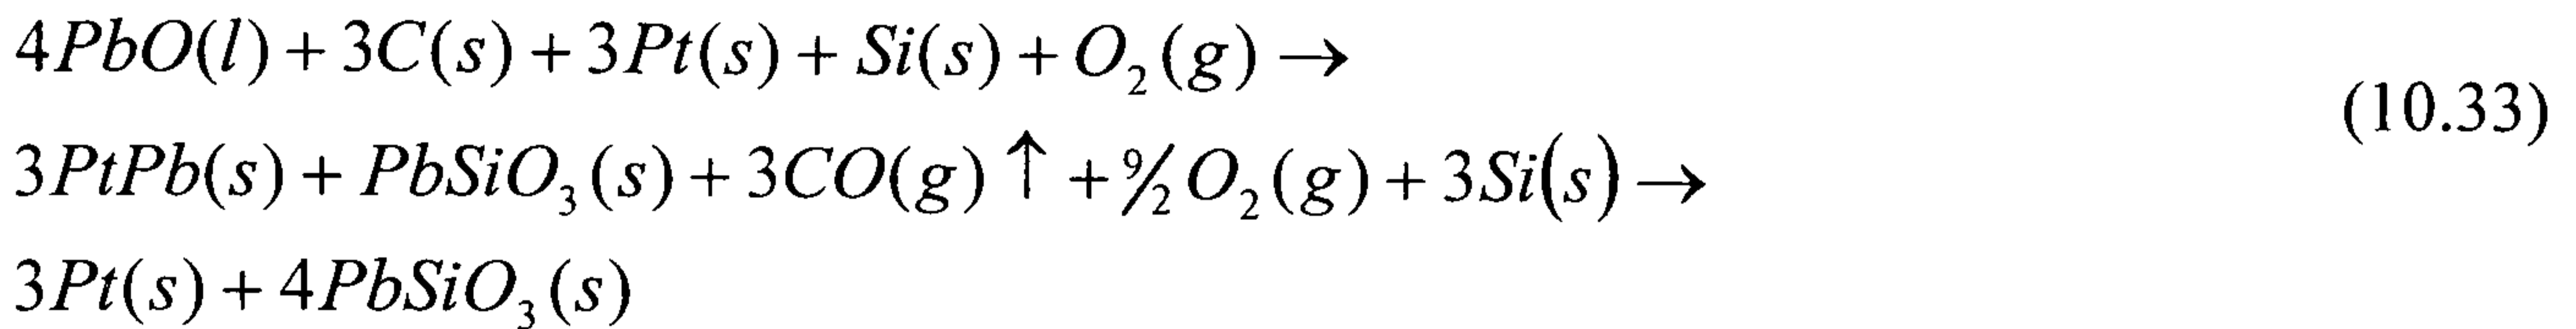 4PbO(l) + 3C(s) + 3Pt(s) + Si(s) + O₂(g) →
(10.33)
3PtPb(s) + PbSiO₃(s) + 3CO(g) ↑ + 9/2 O₂(g) + 3Si(s) →
3Pt(s) + 4PbSiO₃(s)